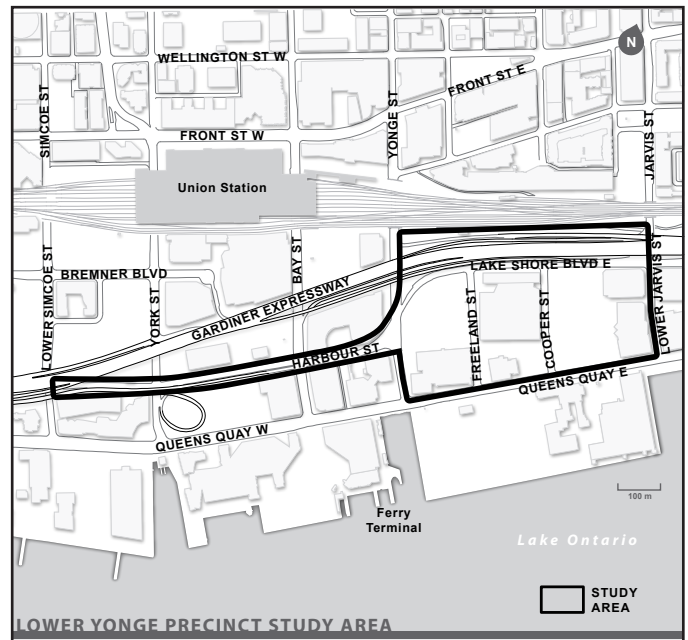 WELLINGTON ST W
N
FRONT ST E
SIMCOE ST
YONGE ST
FRONT ST W
JARVIS ST
Union Station
BAY ST
LOWER SIMCOE ST
BREMNER BLVD
YORK ST
GARDINER EXPRESSWAY
LAKE SHORE BLVD E
LOWER JARVIS ST
FREELAND ST
COOPER ST
HARBOUR ST
QUEENS QUAY E
QUEENS QUAY W
100 m
Ferry
Terminal
Lake Ontario
STUDY
AREA
LOWER YONGE PRECINCT STUDY AREA